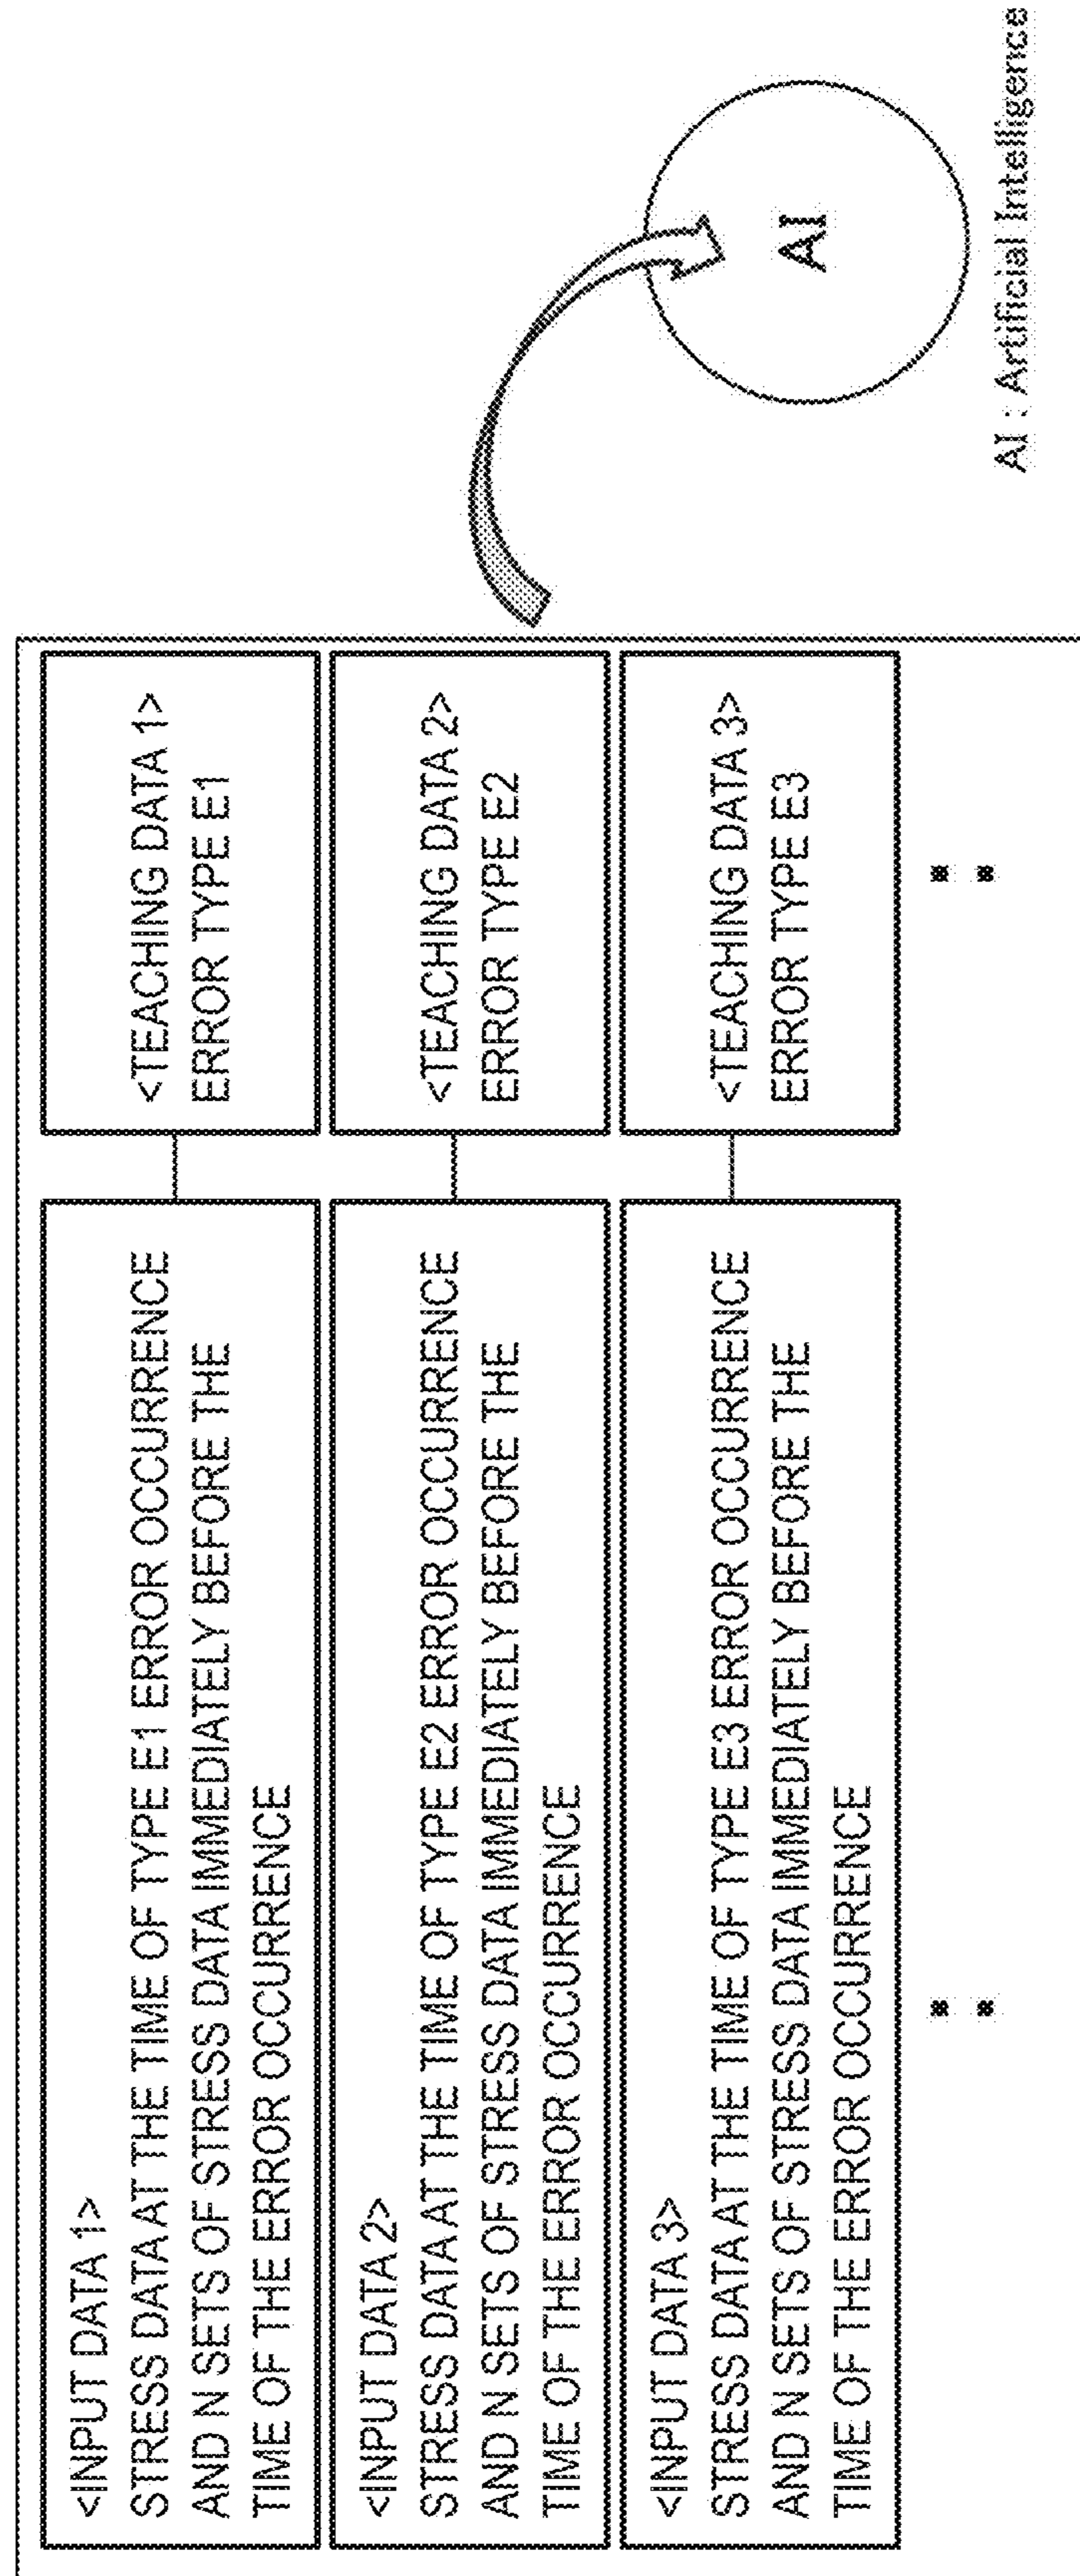 <INPUT DATA 1>
STRESS DATA AT THE TIME OF TYPE E1 ERROR OCCURRENCE
AND N SETS OF STRESS DATA IMMEDIATELY BEFORE THE
TIME OF THE ERROR OCCURRENCE
<TEACHING DATA 1>
ERROR TYPE E1
<INPUT DATA 2>
STRESS DATA AT THE TIME OF TYPE E2 ERROR OCCURRENCE
AND N SETS OF STRESS DATA IMMEDIATELY BEFORE THE
TIME OF THE ERROR OCCURRENCE
<TEACHING DATA 2>
ERROR TYPE E2
<INPUT DATA 3>
STRESS DATA AT THE TIME OF TYPE E3 ERROR OCCURRENCE
AND N SETS OF STRESS DATA IMMEDIATELY BEFORE THE
TIME OF THE ERROR OCCURRENCE
<TEACHING DATA 3>
ERROR TYPE E3
AI
AI : Artificial Intelligence